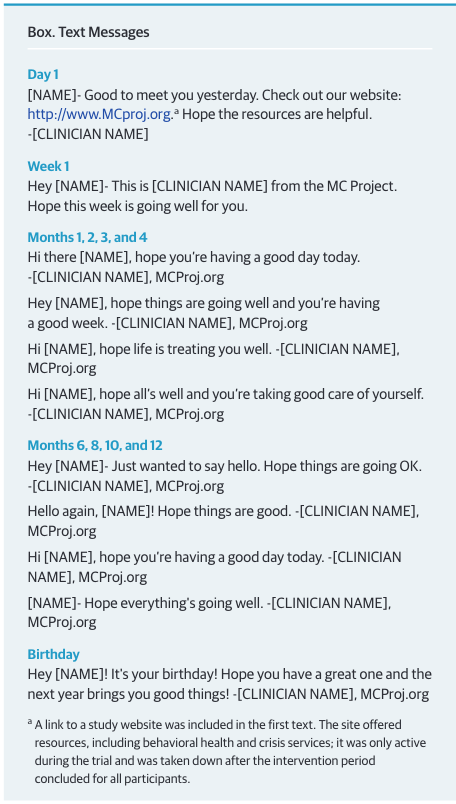 Box. Text Messages
Day 1
[NAME]- Good to meet you yesterday. Check out our website:
http://www.MCproj.org.a Hope the resources are helpful.
-[CLINICIAN NAME]
Week 1
Hey [NAME]- This is [CLINICIAN NAME] from the MC Project.
Hope this week is going well for you.
Months 1, 2, 3, and 4
Hi there [NAME], hope you're having a good day today.
-[CLINICIAN NAME], MCProj.org
Hey [NAME], hope things are going well and you're having
a good week. -[CLINICIAN NAME], MCProj.org
Hi [NAME], hope life is treating you well. -[CLINICIAN NAME],
MCProj.org
Hi [NAME], hope all's well and you're taking good care of yourself.
-[CLINICIAN NAME], MCProj.org
Months 6, 8, 10, and 12
Hey [NAME]- Just wanted to say hello. Hope things are going OK.
-[CLINICIAN NAME], MCProj.org
Hello again, [NAME]! Hope things are good. -[CLINICIAN NAME],
MCProj.org
Hi [NAME], hope you're having a good day today. -[CLINICIAN
NAME], MCProj.org
[NAME]- Hope everything's going well. -[CLINICIAN NAME],
MCProj.org
Birthday
Hey [NAME]! It's your birthday! Hope you have a great one and the
next year brings you good things! -[CLINICIAN NAME], MCProj.org
a A link to a study website was included in the first text. The site offered
resources, including behavioral health and crisis services; it was only active
during the trial and was taken down after the intervention period
concluded for all participants.